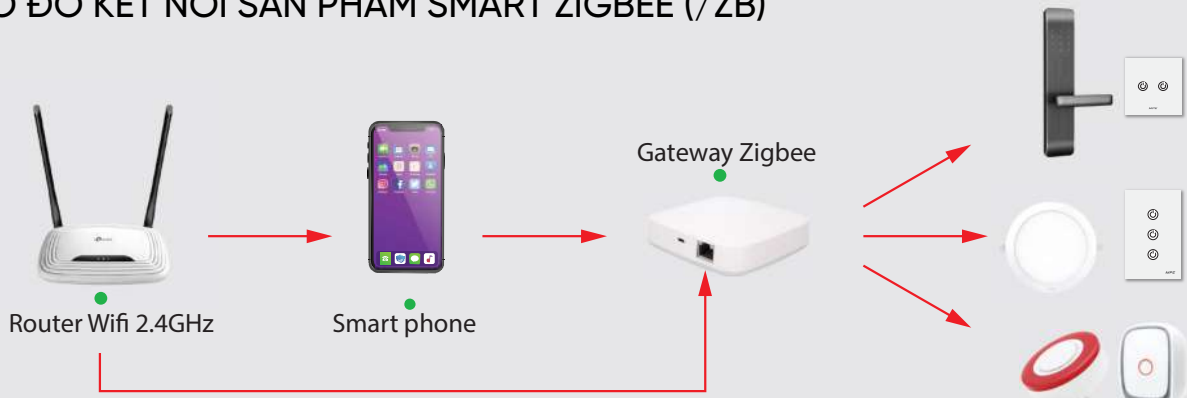 ĐỒ KẾT NỐI SẢN PHẨM SMART ZIGBEE (/ZB)
Gateway Zigbee
Router Wifi 2.4GHz
Smart phone